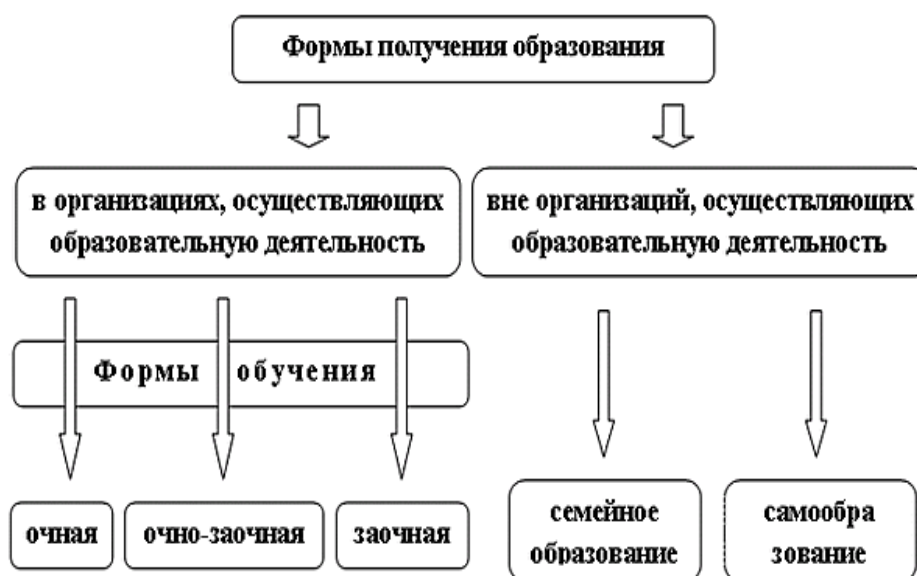 Формы получения образования
в организациях, осуществляющих
образовательную деятельность
вне организаций, осуществляющих
образовательную деятельность
Формы обучения
очная
очно-заочная
заочная
семейное
образование
самообра
зование